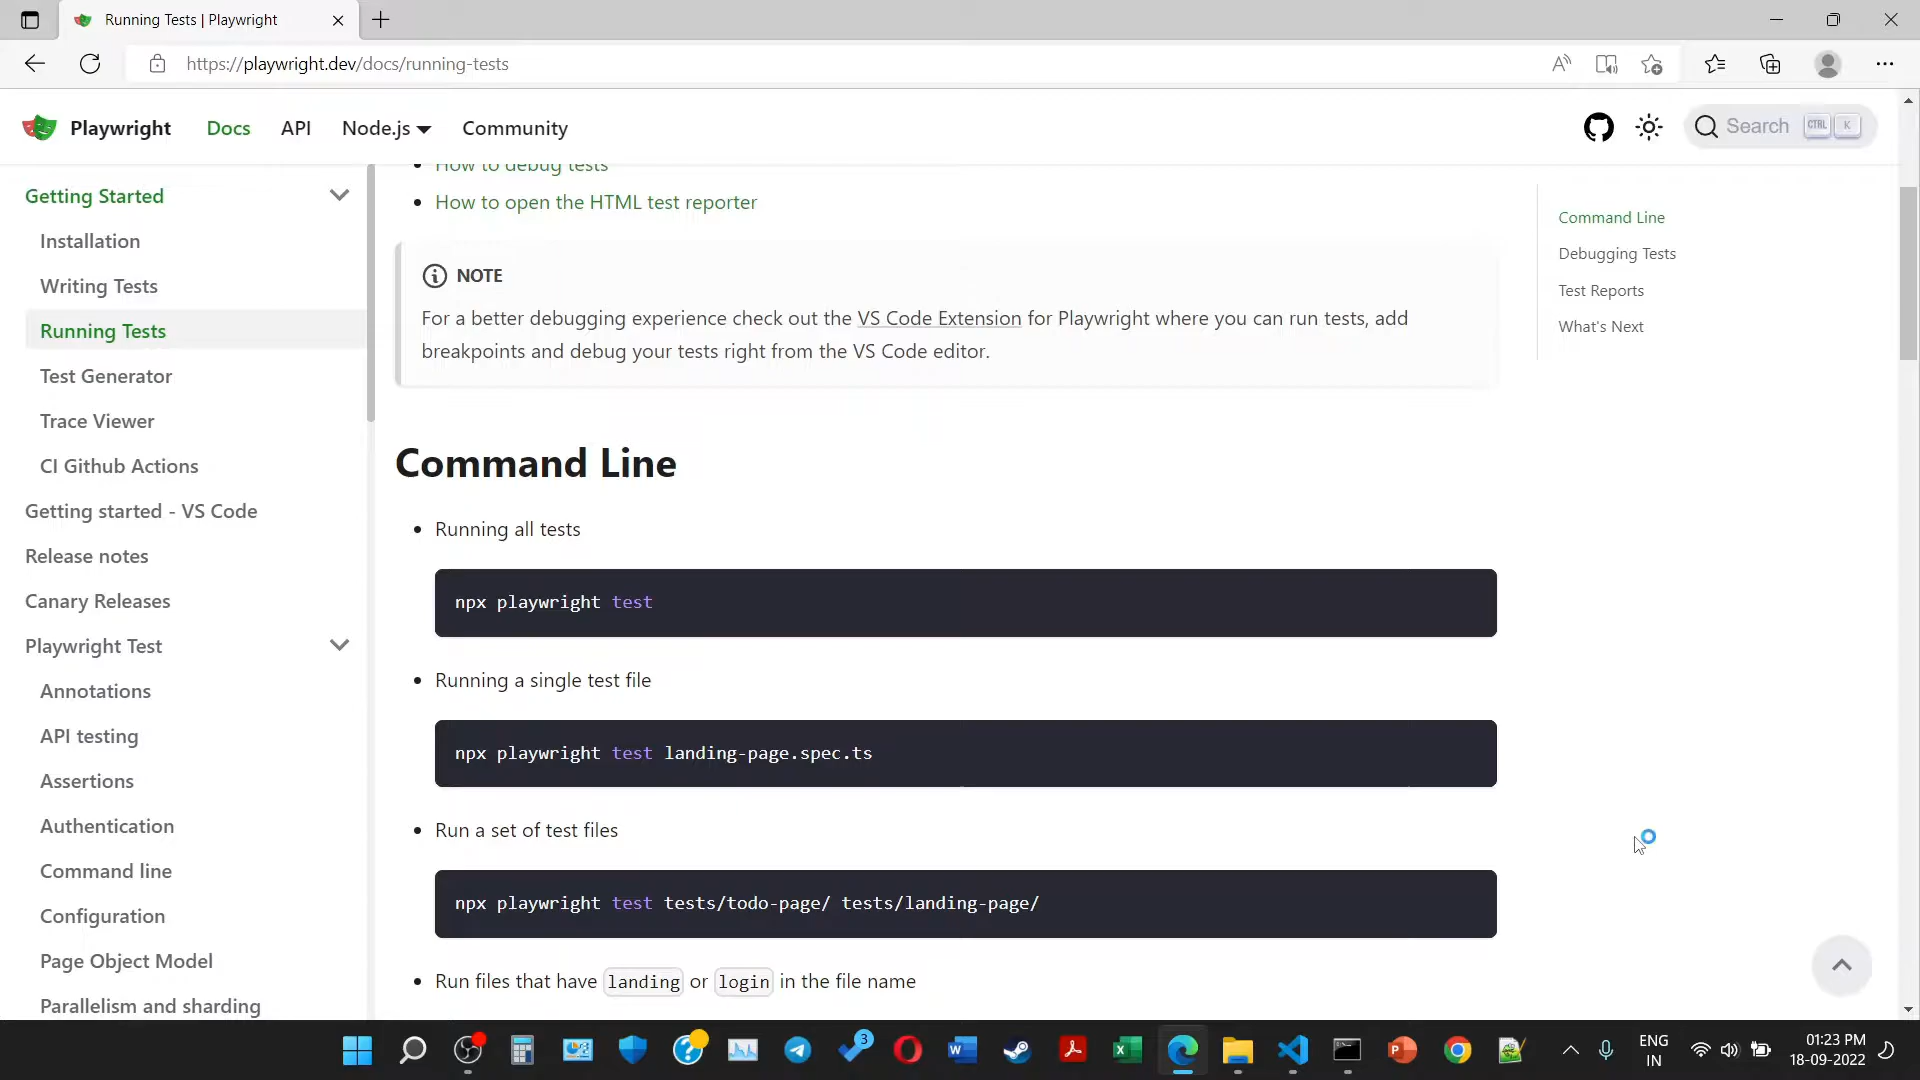 Running Tests | Playwright
https://playwright.dev/docs/running-tests
Playwright
Docs
API
Node.js
Community
Search
CTRL
K
Getting Started
Installation
Writing Tests
Running Tests
Test Generator
Trace Viewer
CI Github Actions
Getting started - VS Code
Release notes
Canary Releases
Playwright Test
Annotations
API testing
Assertions
Authentication
Command line
Configuration
Page Object Model
Parallelism and sharding
How to debug tests
How to open the HTML test reporter
NOTE
For a better debugging experience check out the VS Code Extension for Playwright where you can run tests, add
breakpoints and debug your tests right from the VS Code editor.
Command Line
Running all tests
npx playwright test
Running a single test file
npx playwright test landing-page.spec.ts
Run a set of test files
npx playwright test tests/todo-page/ tests/landing-page/
Run files that have landing or login in the file name
Command Line
Debugging Tests
Test Reports
What's Next
3
ENG
IN
01:23 PM
18-09-2022